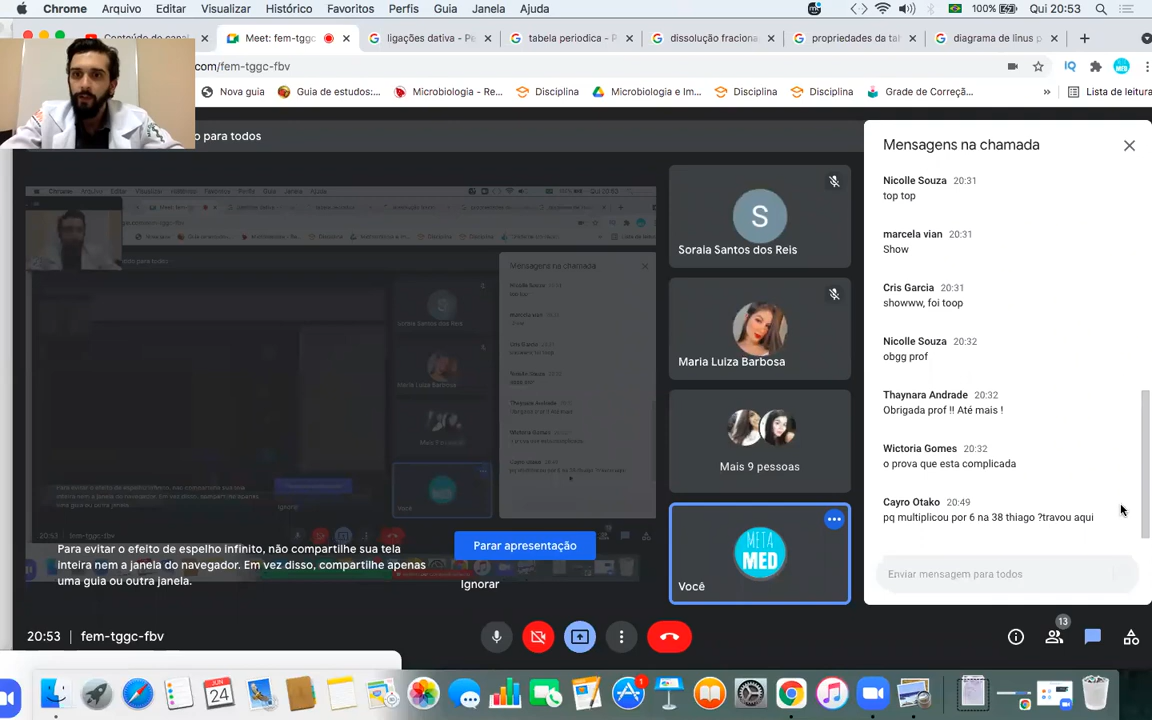 Chrome Arquivo Editar Visualizar Histórico Favoritos Perfis Guia Janela Ajuda 100% Qui 20:53
Meet: fem-tggc ligações dativa - P tabela periodica - P dissolução fraciona propriedades da ta diagrama de linus p
.com/fem-tggc-fbv
Nova guia Guia de estudos:... Microbiologia - Re... Disciplina Microbiologia e Im... Disciplina Disciplina Grade de Correçã... » Lista de leitura
o para todos
Mensagens na chamada
Nicolle Souza 20:31
top top
marcela vian 20:31
Show
Cris Garcia 20:31
showww, foi toop
Nicolle Souza 20:32
obgg prof
Thaynara Andrade 20:32
Obrigada prof !! Até mais !
Wictoria Gomes 20:32
o prova que esta complicada
Cayro Otako 20:49
pq multiplicou por 6 na 38 thiago ?travou aqui
Enviar mensagem para todos
S
Soraia Santos dos Reis
Maria Luiza Barbosa
Mais 9 pessoas
META
MED
Você
Para evitar o efeito de espelho infinito, não compartilhe sua tela
inteira nem a janela do navegador. Em vez disso, compartilhe apenas
uma guia ou outra janela.
Parar apresentação
Ignorar
20:53 | fem-tggc-fbv
13
JUN
24
1